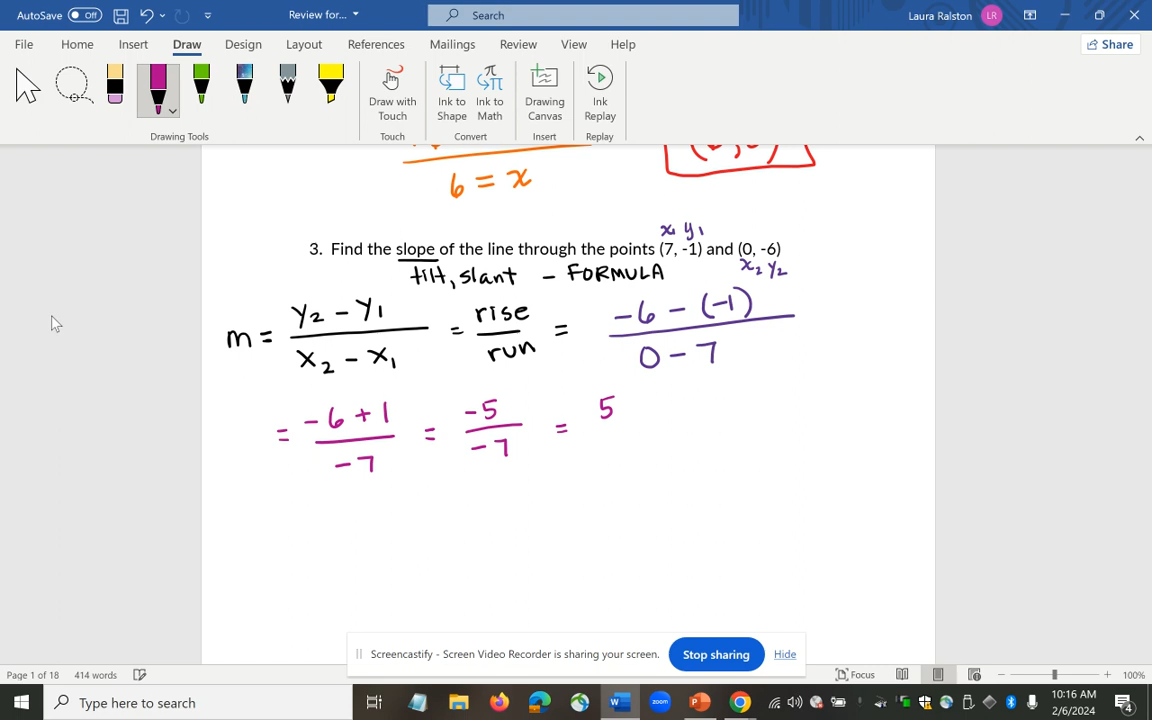 AutoSave Off Review for... Search Laura Ralston LR
File Home Insert Draw Design Layout References Mailings Review View Help Share
Draw with Touch Ink to Shape Ink to Math Drawing Canvas Ink Replay
Drawing Tools Touch Convert Insert Replay
6 = x
x₁ y₁
3. Find the slope of the line through the points (7, -1) and (0, -6)
x₂ y₂
tilt, slant - FORMULA
m = y₂ - y₁ / x₂ - x₁ = rise / run = -6 - (-1) / 0 - 7
= -6 + 1 / -7 = -5 / -7 = 5
Screencastify - Screen Video Recorder is sharing your screen. Stop sharing Hide
Page 1 of 18 414 words Focus 100%
Type here to search zoom 10:16 AM
2/6/2024 4